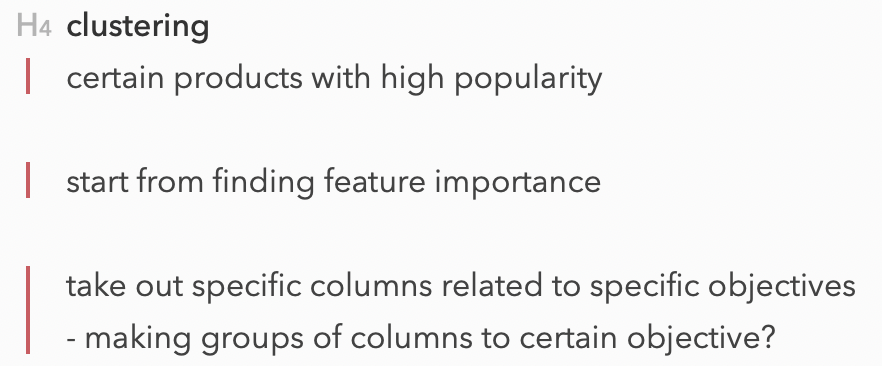 H4 clustering
certain products with high popularity
start from finding feature importance
take out specific columns related to specific objectives
- making groups of columns to certain objective?